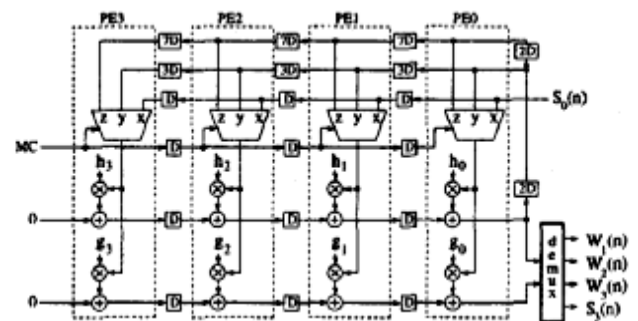 PE3 PE2 PE1 PE0
7D 7D 7D
2D
3D 3D 3D
D D D S₀(n)
z y x z y x z y x z y x
MC D D D
h₃ h₂ h₁ h₀
2D
0 D D D
g₃ g₂ g₁ g₀
demux
W₁(n)
W₂(n)
W₃(n)
S₃(n)
0 D D D